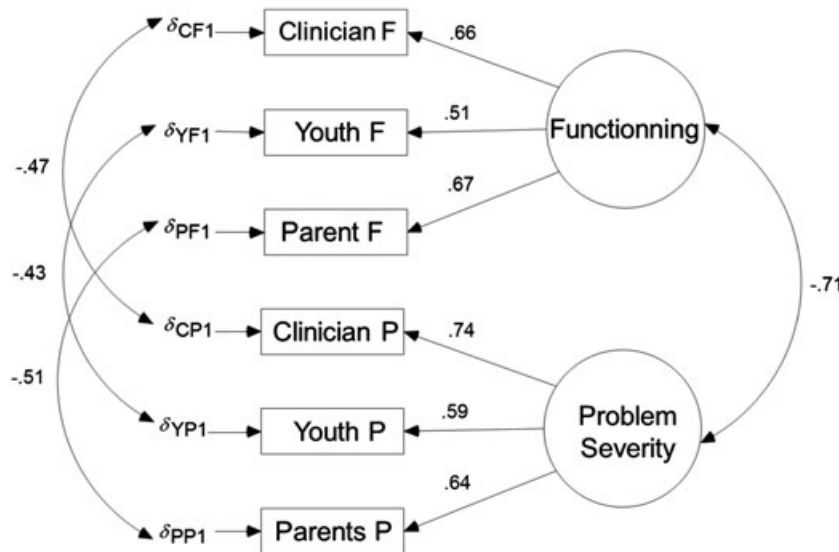 δCF1
Clinician F
.66
δYF1
Youth F
.51
Functionning
-.47
.67
δPF1
Parent F
-.43
-.71
δCP1
Clinician P
.74
-.51
δYP1
Youth P
.59
Problem
Severity
.64
δPP1
Parents P